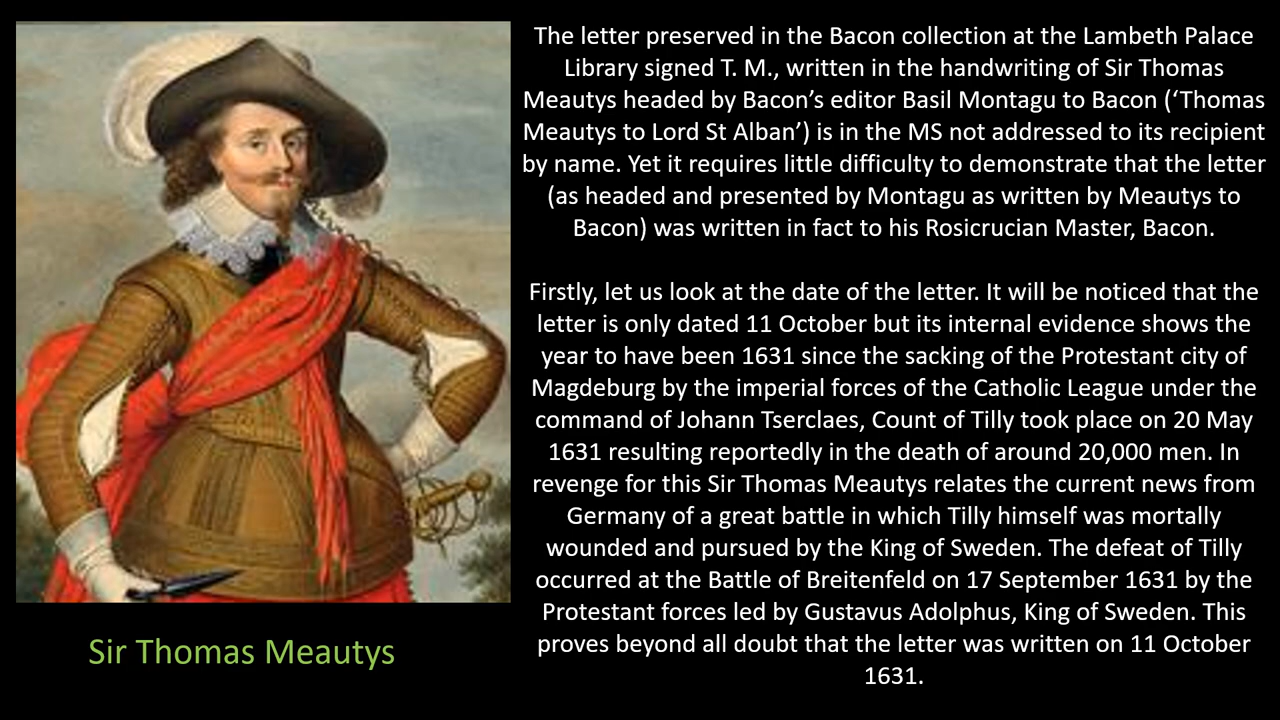 The letter preserved in the Bacon collection at the Lambeth Palace
Library signed T. M., written in the handwriting of Sir Thomas
Meautys headed by Bacon’s editor Basil Montagu to Bacon (‘Thomas
Meautys to Lord St Alban’) is in the MS not addressed to its recipient
by name. Yet it requires little difficulty to demonstrate that the letter
(as headed and presented by Montagu as written by Meautys to
Bacon) was written in fact to his Rosicrucian Master, Bacon.
Firstly, let us look at the date of the letter. It will be noticed that the
letter is only dated 11 October but its internal evidence shows the
year to have been 1631 since the sacking of the Protestant city of
Magdeburg by the imperial forces of the Catholic League under the
command of Johann Tserclaes, Count of Tilly took place on 20 May
1631 resulting reportedly in the death of around 20,000 men. In
revenge for this Sir Thomas Meautys relates the current news from
Germany of a great battle in which Tilly himself was mortally
wounded and pursued by the King of Sweden. The defeat of Tilly
occurred at the Battle of Breitenfeld on 17 September 1631 by the
Protestant forces led by Gustavus Adolphus, King of Sweden. This
proves beyond all doubt that the letter was written on 11 October
1631.
Sir Thomas Meautys